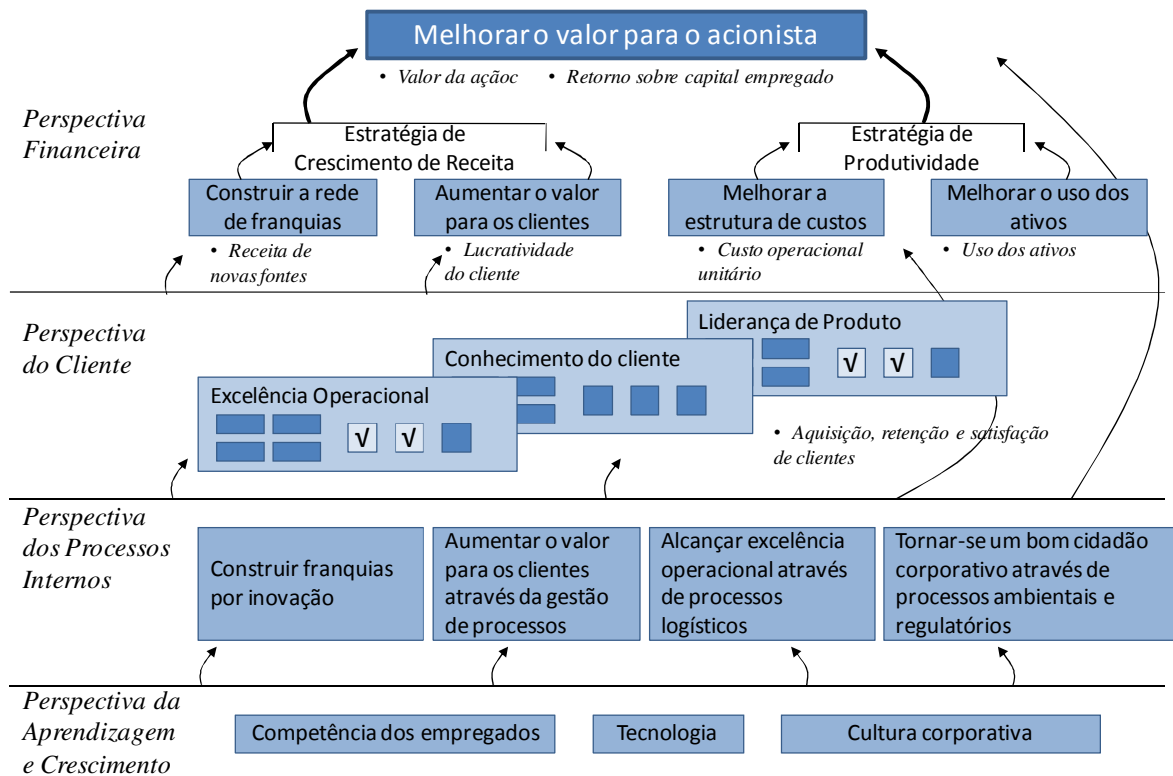 Melhorar o valor para o acionista
• Valor da açãoc • Retorno sobre capital empregado
Perspectiva
Financeira
Estratégia de
Crescimento de Receita
Estratégia de
Produtividade
Construir a rede
de franquias
Aumentar o valor
para os clientes
Melhorar a
estrutura de custos
Melhorar o uso dos
ativos
• Receita de
novas fontes
• Lucratividade
do cliente
• Custo operacional
unitário
• Uso dos ativos
Perspectiva
do Cliente
Liderança de Produto
√ √
Conhecimento do cliente
Excelência Operacional
√ √
• Aquisição, retenção e satisfação
de clientes
Perspectiva
dos Processos
Internos
Construir franquias
por inovação
Aumentar o valor
para os clientes
através da gestão
de processos
Alcançar excelência
operacional através
de processos
logísticos
Tornar-se um bom cidadão
corporativo através de
processos ambientais e
regulatórios
Perspectiva da
Aprendizagem
e Crescimento
Competência dos empregados
Tecnologia
Cultura corporativa